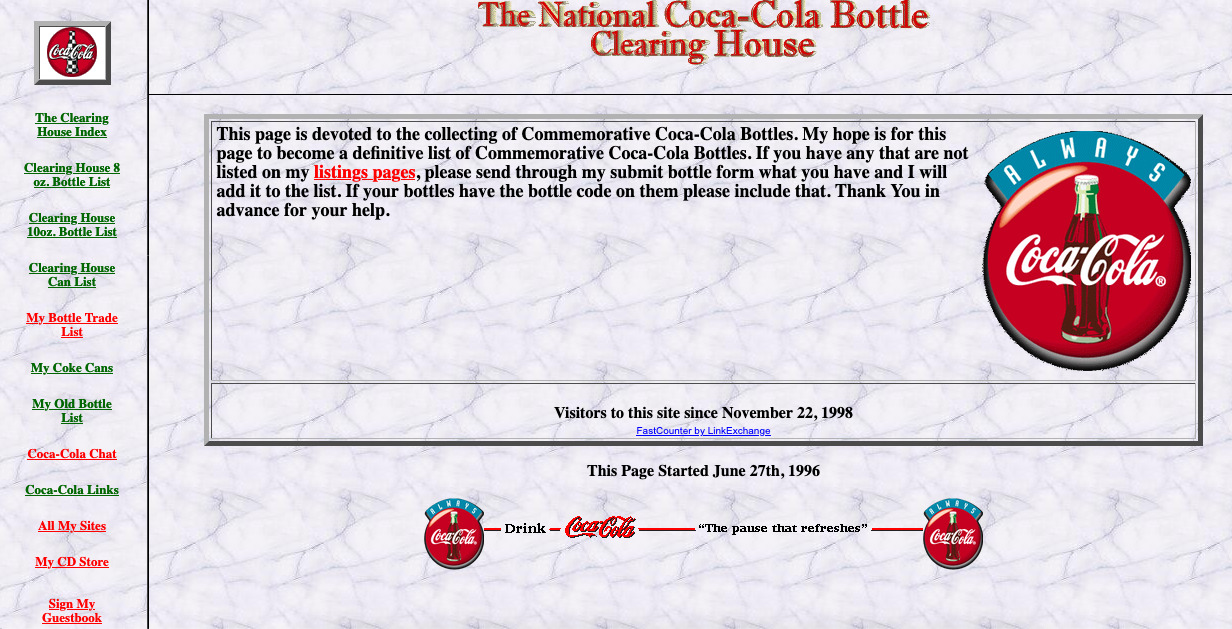 Coca-Cola
The Clearing
House Index
Clearing House 8
oz. Bottle List
Clearing House
10oz. Bottle List
Clearing House
Can List
My Bottle Trade
List
My Coke Cans
My Old Bottle
List
Coca-Cola Chat
Coca-Cola Links
All My Sites
My CD Store
Sign My
Guestbook
The National Coca-Cola Bottle
Clearing House
This page is devoted to the collecting of Commemorative Coca-Cola Bottles. My hope is for this
page to become a definitive list of Commemorative Coca-Cola Bottles. If you have any that are not
listed on my listings pages, please send through my submit bottle form what you have and I will
add it to the list. If your bottles have the bottle code on them please include that. Thank You in
advance for your help.
ALWAYS
Coca-Cola®
Visitors to this site since November 22, 1998
FastCounter by LinkExchange
This Page Started June 27th, 1996
ALWAYS
Coca-Cola
Drink Coca-Cola “The pause that refreshes”
ALWAYS
Coca-Cola